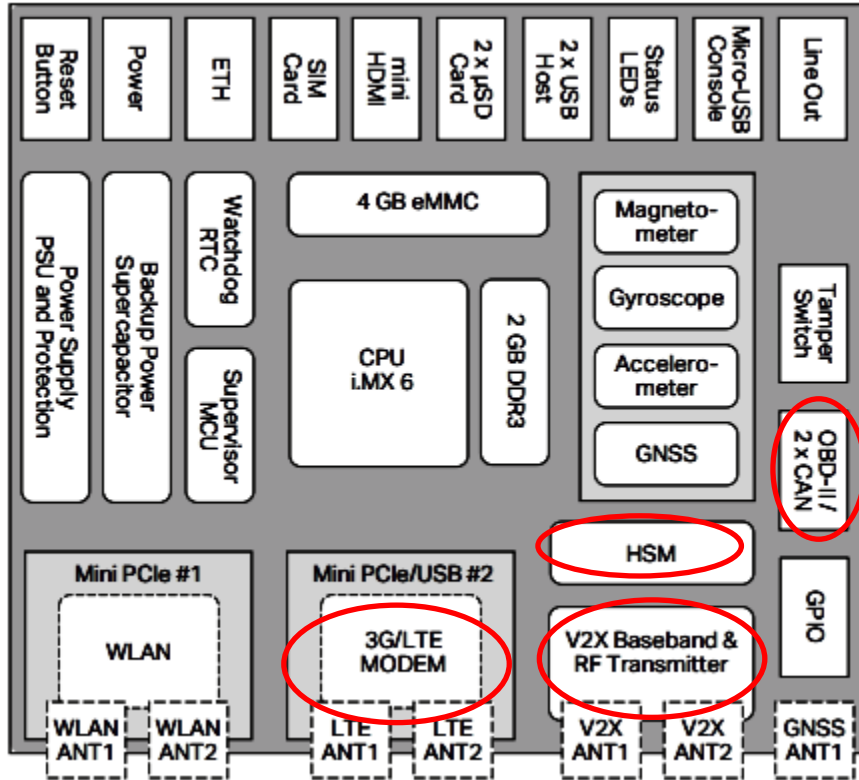 Reset
Button
Power
ETH
SIM
Card
mini
HDMI
2 x µSD
Card
2 x USB
Host
Status
LEDs
Micro-USB
Console
Line Out
Power Supply
PSU and Protection
Backup Power
Supercapacitor
Watchdog
RTC
Supervisor
MCU
4 GB eMMC
CPU
i.MX 6
2 GB DDR3
Magneto-
meter
Gyroscope
Accelero-
meter
GNSS
Tamper
Switch
OBD-II /
2 x CAN
HSM
GPIO
Mini PCIe #1
WLAN
WLAN
ANT1
WLAN
ANT2
Mini PCIe/USB #2
3G/LTE
MODEM
LTE
ANT1
LTE
ANT2
V2X Baseband &
RF Transmitter
V2X
ANT1
V2X
ANT2
GNSS
ANT1